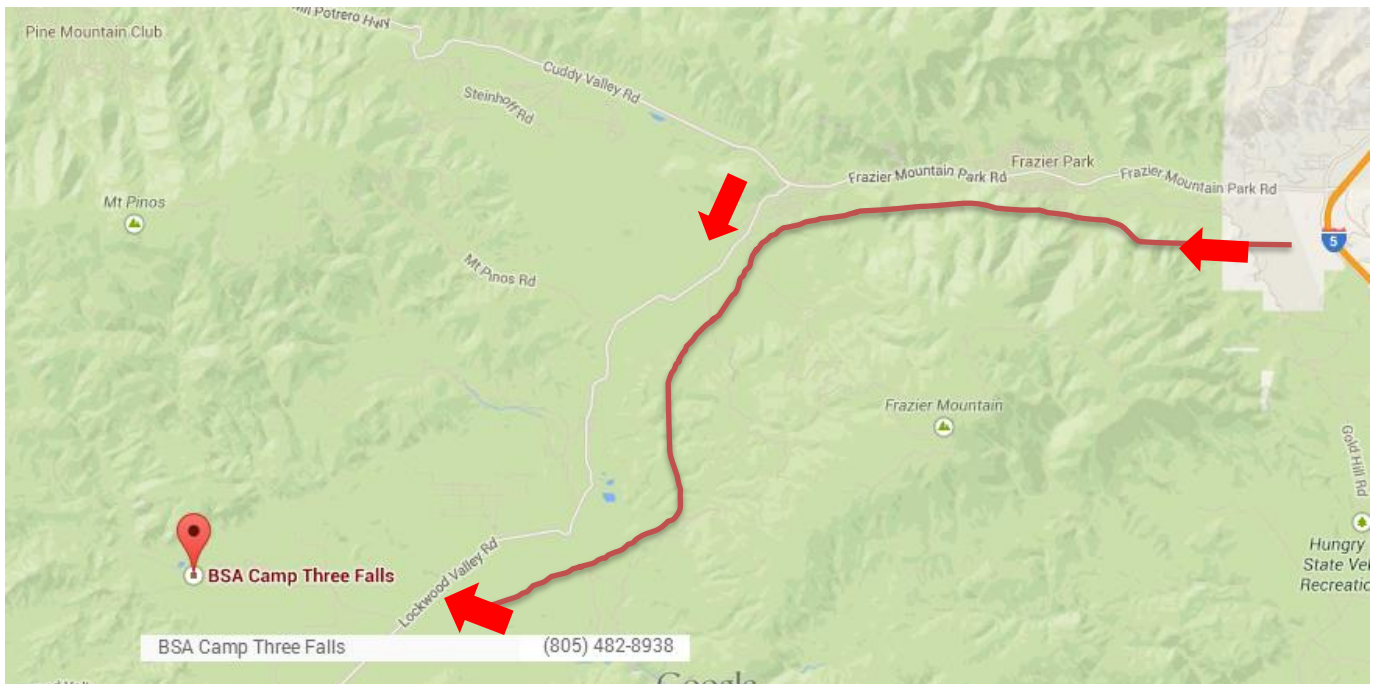 Pine Mountain Club
Potrero Hwy
Cuddy Valley Rd
Steinhoff Rd
Frazier Park
Frazier Mountain Park Rd
Frazier Mountain Park Rd
Mt Pinos
5
Mt Pinos Rd
Frazier Mountain
Gold Hill Rd
Hungry
State Ve
Recreatio
Lockwood Valley Rd
BSA Camp Three Falls
BSA Camp Three Falls (805) 482-8938
Google